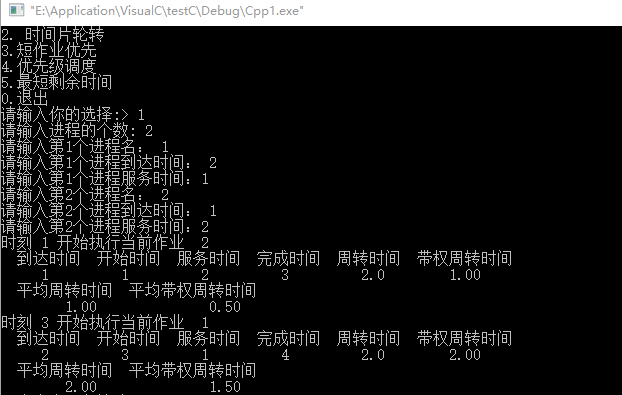 "E:\Application\VisualC\testC\Debug\Cpp1.exe"
2. 时间片轮转
3.短作业优先
4.优先级调度
5.最短剩余时间
0.退出
请输入你的选择:> 1
请输入进程的个数: 2
请输入第1个进程名： 1
请输入第1个进程到达时间： 2
请输入第1个进程服务时间：1
请输入第2个进程名： 2
请输入第2个进程到达时间： 1
请输入第2个进程服务时间：2
时刻 1 开始执行当前作业 2
到达时间 开始时间 服务时间 完成时间 周转时间 带权周转时间
1 1 2 3 2.0 1.00
平均周转时间 平均带权周转时间
1.00 0.50
时刻 3 开始执行当前作业 1
到达时间 开始时间 服务时间 完成时间 周转时间 带权周转时间
2 3 1 4 2.0 2.00
平均周转时间 平均带权周转时间
2.00 1.50